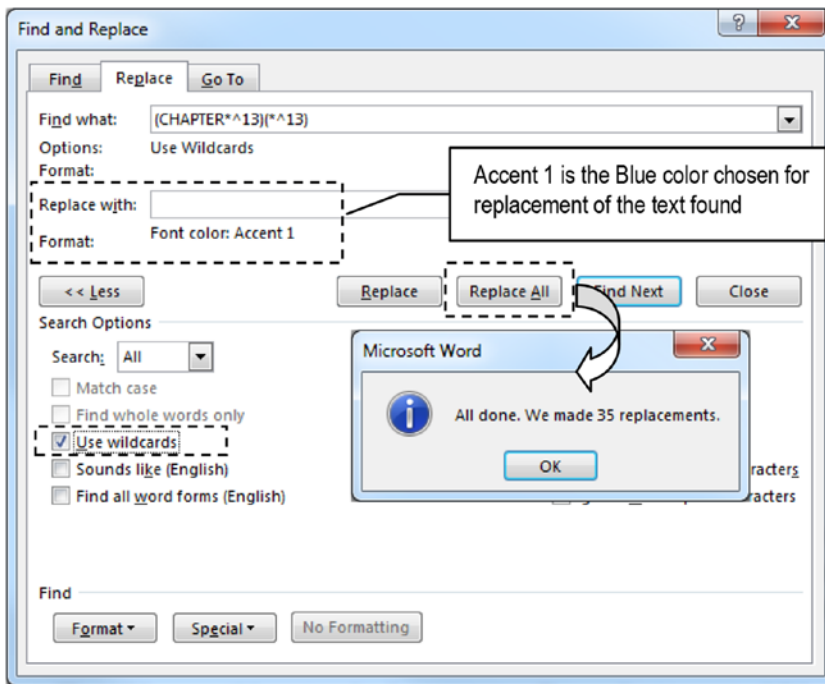 Find and Replace
Find Replace Go To
Find what: (CHAPTER*^13)(*^13)
Options: Use Wildcards
Format:
Accent 1 is the Blue color chosen for
replacement of the text found
Replace with:
Format: Font color: Accent 1
<< Less Replace Replace All Find Next Close
Search Options
Search: All
Microsoft Word
Match case
Find whole words only
All done. We made 35 replacements.
Use wildcards
OK
Sounds like (English)
Find all word forms (English)
Find
Format Special No Formatting